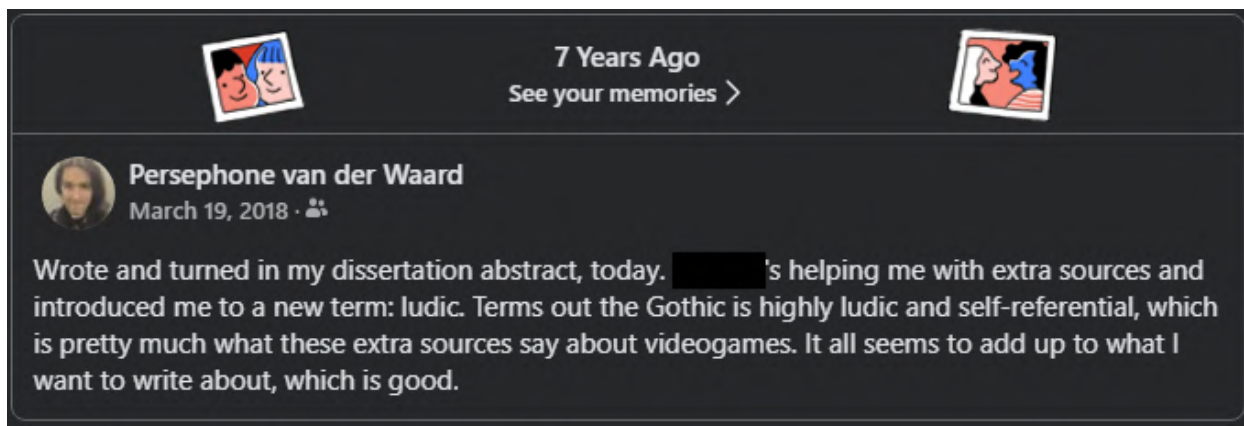 7 Years Ago
See your memories >
Persephone van der Waard
March 19, 2018 ·
Wrote and turned in my dissertation abstract, today. 's helping me with extra sources and
introduced me to a new term: ludic. Terms out the Gothic is highly ludic and self-referential, which
is pretty much what these extra sources say about videogames. It all seems to add up to what I
want to write about, which is good.